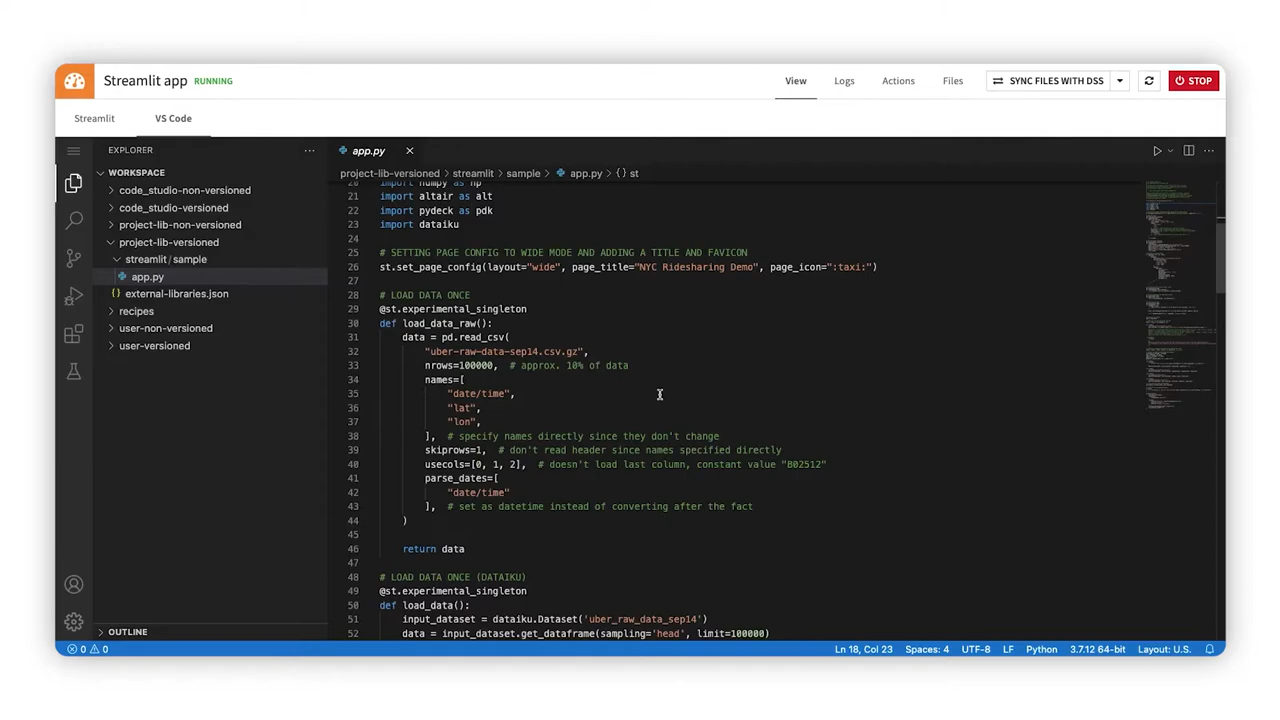 Streamlit app RUNNING View Logs Actions Files SYNC FILES WITH DSS STOP
Streamlit VS Code
EXPLORER ··· app.py ···
WORKSPACE project-lib-versioned > streamlit > sample > app.py > {} st
code_studio-non-versioned
code_studio-versioned
project-lib-non-versioned
project-lib-versioned
streamlit / sample
app.py
{} external-libraries.json
recipes
user-non-versioned
user-versioned
OUTLINE
20 import numpy as np
21 import altair as alt
22 import pydeck as pdk
23 import dataiku
24
25 # SETTING PAGE CONFIG TO WIDE MODE AND ADDING A TITLE AND FAVICON
26 st.set_page_config(layout="wide", page_title="NYC Ridesharing Demo", page_icon=":taxi:")
27
28 # LOAD DATA ONCE
29 @st.experimental_singleton
30 def load_data_raw():
31     data = pd.read_csv(
32         "uber-raw-data-sep14.csv.gz",
33         nrows=100000,  # approx. 10% of data
34         names=[
35             "date/time",
36             "lat",
37             "lon",
38         ],  # specify names directly since they don't change
39         skiprows=1,  # don't read header since names specified directly
40         usecols=[0, 1, 2],  # doesn't load last column, constant value "B02512"
41         parse_dates=[
42             "date/time"
43         ],  # set as datetime instead of converting after the fact
44     )
45
46     return data
47
48 # LOAD DATA ONCE (DATAIKU)
49 @st.experimental_singleton
50 def load_data():
51     input_dataset = dataiku.Dataset('uber_raw_data_sep14')
52     data = input_dataset.get_dataframe(sampling='head', limit=100000)
0 0 Ln 18, Col 23 Spaces: 4 UTF-8 LF Python 3.7.12 64-bit Layout: U.S.